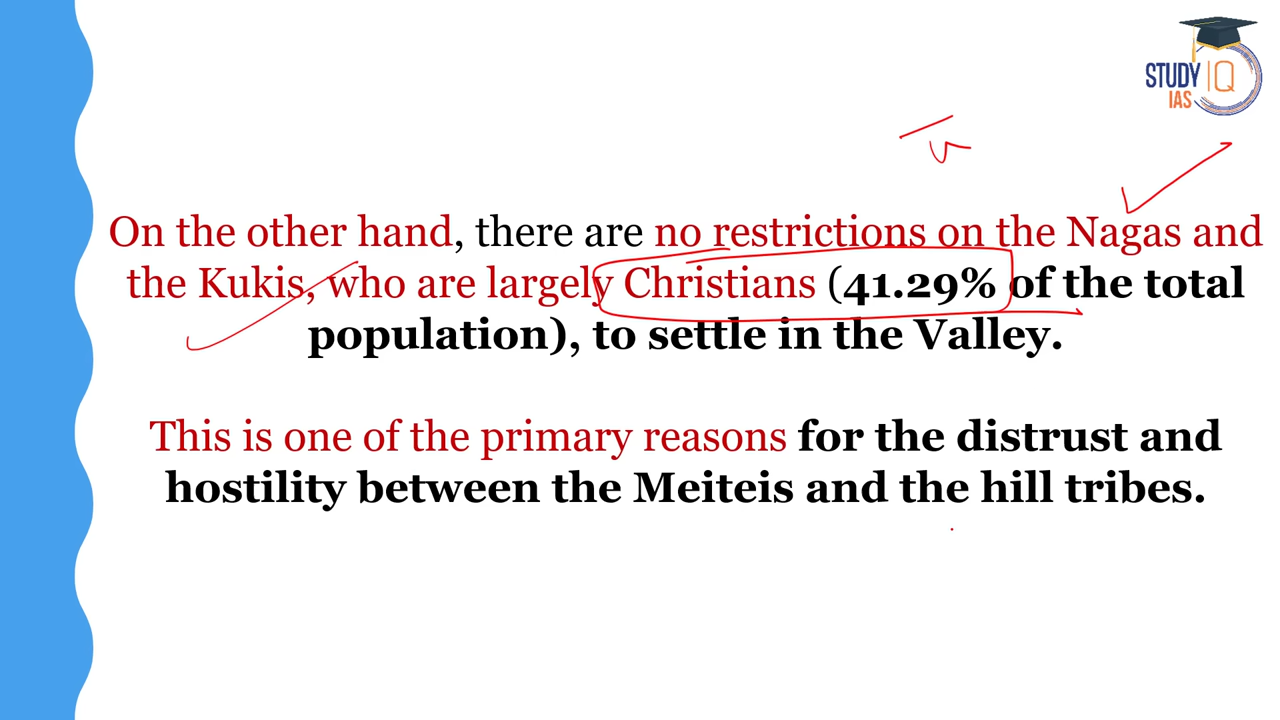 STUDY IQ
IAS
On the other hand, there are no restrictions on the Nagas and
the Kukis, who are largely Christians (41.29% of the total
population), to settle in the Valley.
This is one of the primary reasons for the distrust and
hostility between the Meiteis and the hill tribes.